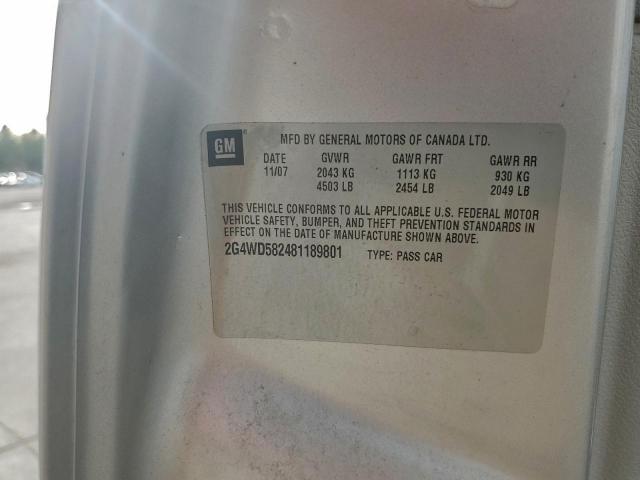 GM ® MFD BY GENERAL MOTORS OF CANADA LTD.
DATE GVWR GAWR FRT GAWR RR
11/07 2043 KG 1113 KG 930 KG
4503 LB 2454 LB 2049 LB
THIS VEHICLE CONFORMS TO ALL APPLICABLE U.S. FEDERAL MOTOR
VEHICLE SAFETY, BUMPER, AND THEFT PREVENTION STANDARDS IN
EFFECT ON THE DATE OF MANUFACTURE SHOWN ABOVE.
2G4WD582481189801 TYPE: PASS CAR